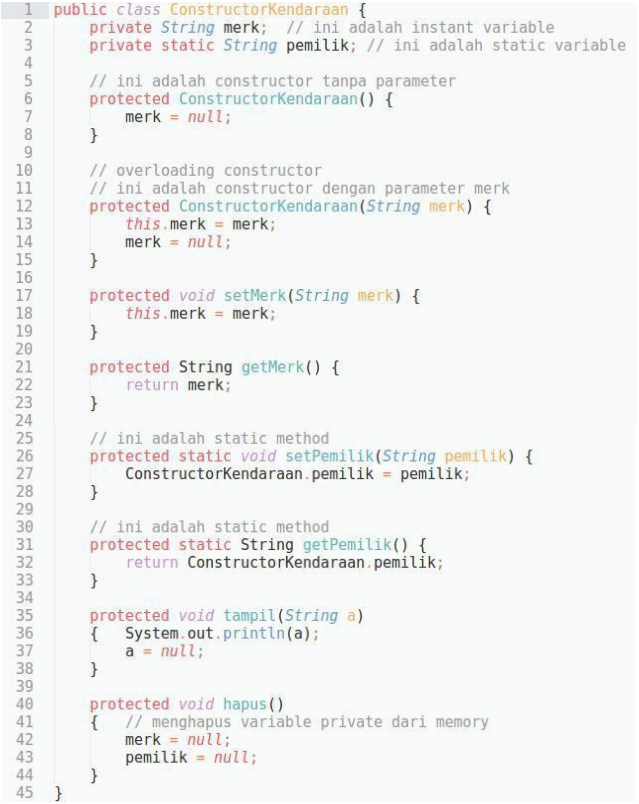 1 public class ConstructorKendaraan {
2 private String merk; // ini adalah instant variable
3 private static String pemilik; // ini adalah static variable
4
5 // ini adalah constructor tanpa parameter
6 protected ConstructorKendaraan() {
7 merk = null;
8 }
9
10 // overloading constructor
11 // ini adalah constructor dengan parameter merk
12 protected ConstructorKendaraan(String merk) {
13 this.merk = merk;
14 merk = null;
15 }
16
17 protected void setMerk(String merk) {
18 this.merk = merk;
19 }
20
21 protected String getMerk() {
22 return merk;
23 }
24
25 // ini adalah static method
26 protected static void setPemilik(String pemilik) {
27 ConstructorKendaraan.pemilik = pemilik;
28 }
29
30 // ini adalah static method
31 protected static String getPemilik() {
32 return ConstructorKendaraan.pemilik;
33 }
34
35 protected void tampil(String a)
36 { System.out.println(a);
37 a = null;
38 }
39
40 protected void hapus()
41 { // menghapus variable private dari memory
42 merk = null;
43 pemilik = null;
44 }
45 }